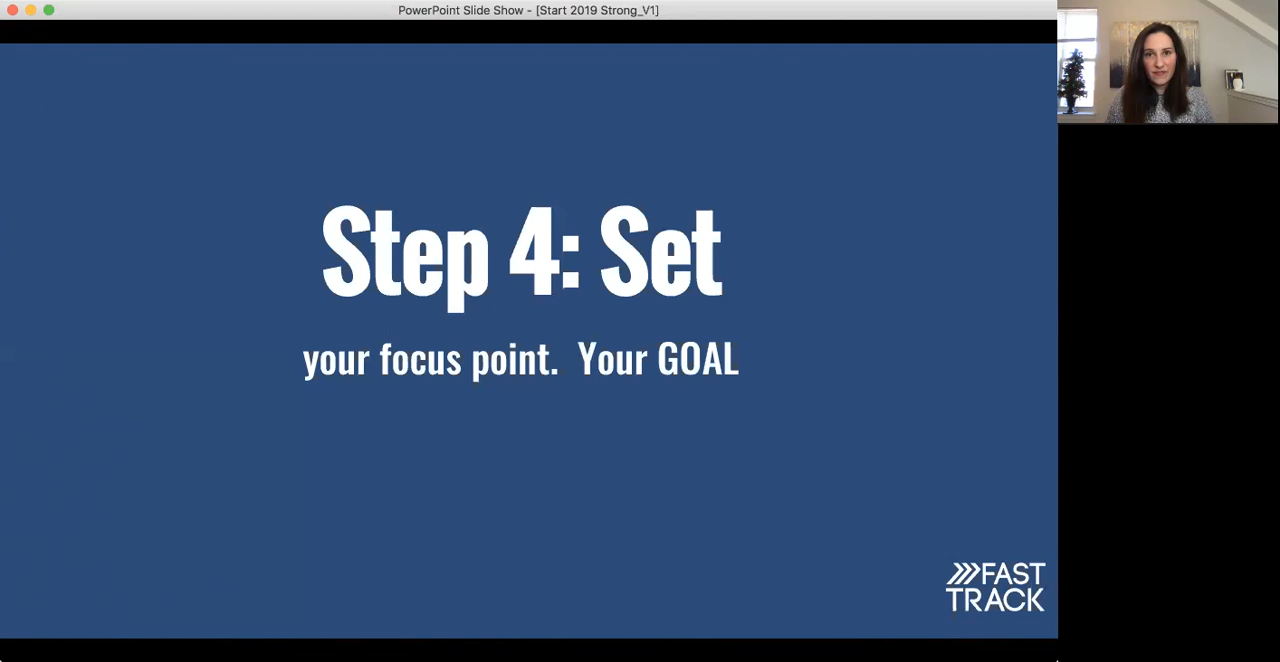 PowerPoint Slide Show - [Start 2019 Strong_V1]
Step 4: Set
your focus point.  Your GOAL
FAST
TRACK